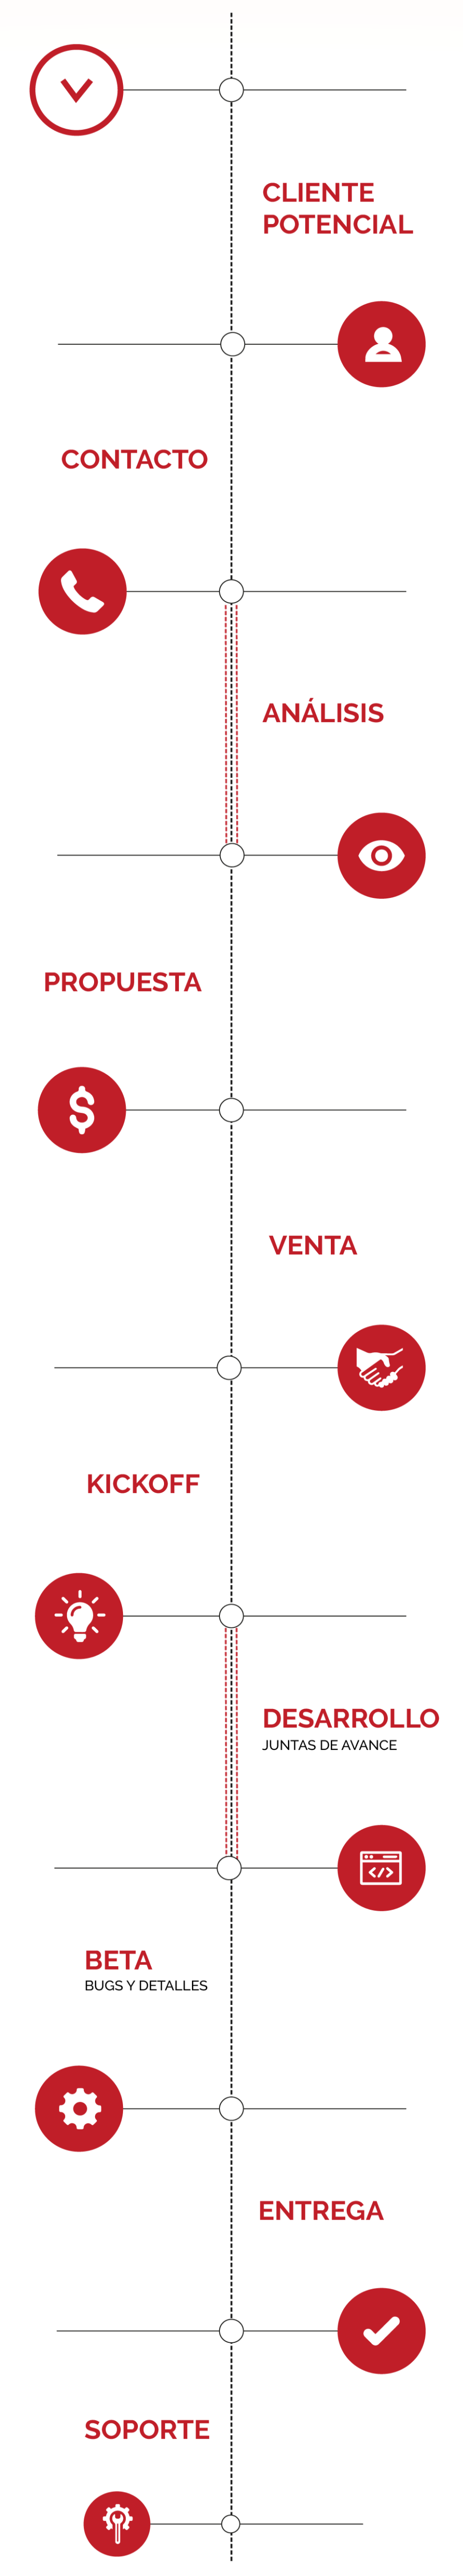 CLIENTE
POTENCIAL
CONTACTO
ANÁLISIS
PROPUESTA
VENTA
KICKOFF
DESARROLLO
JUNTAS DE AVANCE
BETA
BUGS Y DETALLES
ENTREGA
SOPORTE